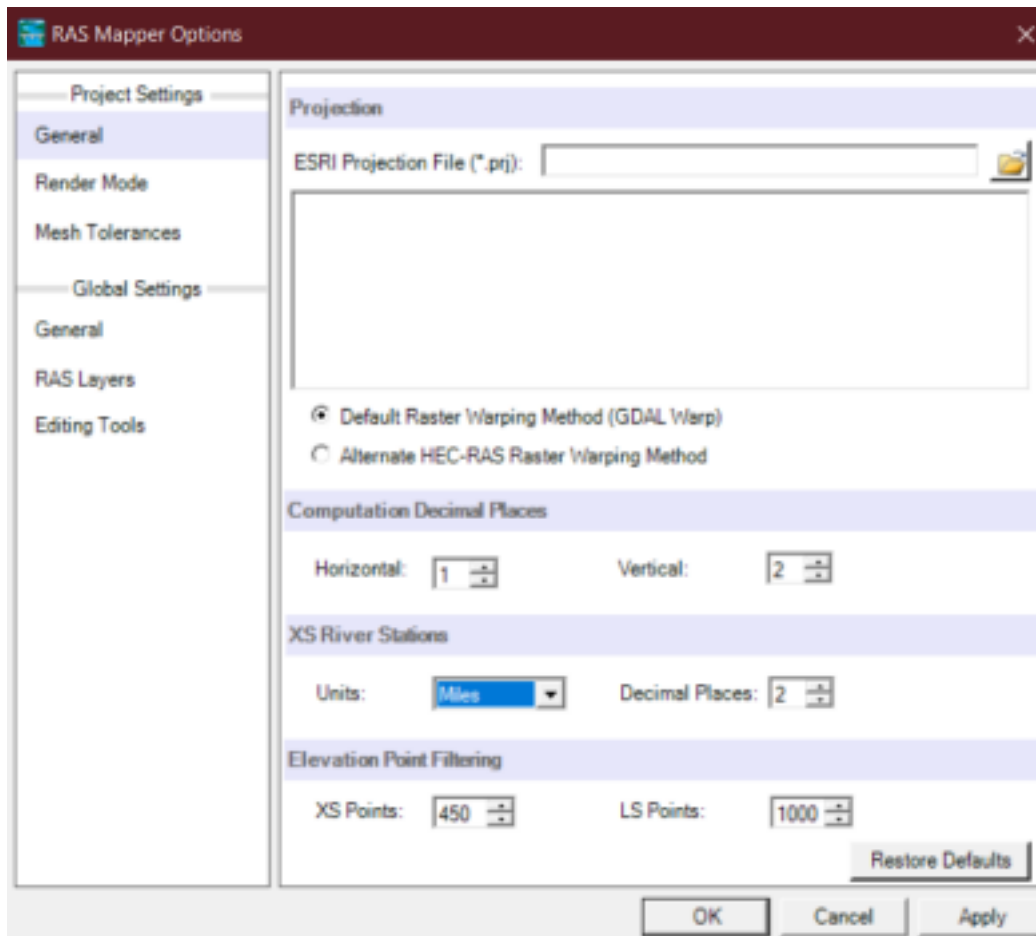 RAS Mapper Options
Project Settings
General
Render Mode
Mesh Tolerances
Global Settings
General
RAS Layers
Editing Tools
Projection
ESRI Projection File (*.prj):
Default Raster Warping Method (GDAL Warp)
Alternate HEC-RAS Raster Warping Method
Computation Decimal Places
Horizontal: 1 Vertical: 2
XS River Stations
Units: Miles Decimal Places: 2
Elevation Point Filtering
XS Points: 450 LS Points: 1000
Restore Defaults
OK Cancel Apply